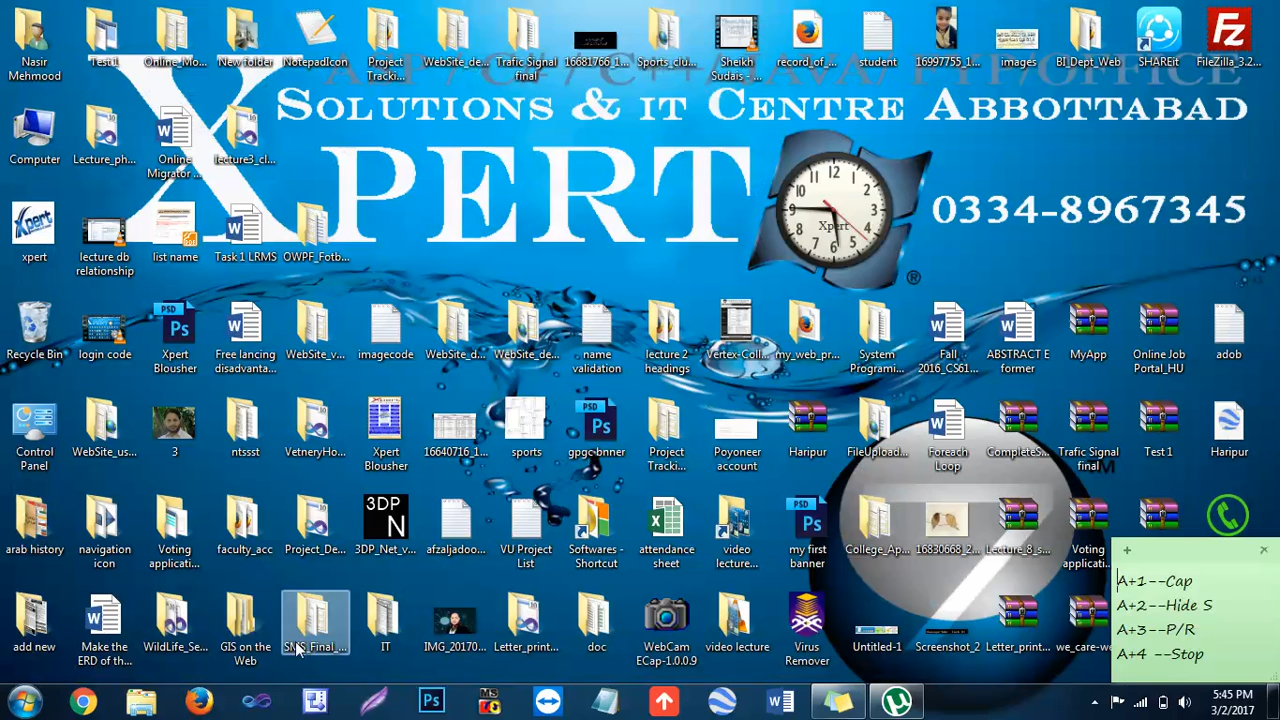 SOLUTIONS & IT CENTRE ABBOTTABAD
XPERT
0334-8967345
Xpert
Nasir Mehmood
Test1
Online_Mo...
New folder
NotepadIcon
Project Tracki...
WebSite_de...
Trafic Signal final
16681766_1...
Sports_clu...
Sheikh Sudais - ...
record_of_...
student
16997755_1...
images
BI_Dept_Web
SHAREit
FileZilla_3.2...
Computer
Lecture_ph...
Online Migrator ...
lecture3_cl...
xpert
lecture db relationship
list name
Task 1 LRMS
OWPF_Fotb...
Recycle Bin
login code
Xpert Blousher
Free lancing disadvanta...
WebSite_v...
imagecode
WebSite_d...
WebSite_de...
name validation
lecture 2 headings
Vertex-Coll...
my_web_pr...
System Programi...
Fall 2016_CS61...
ABSTRACT E former
MyApp
Online Job Portal_HU
adob
Control Panel
WebSite_us...
3
ntssst
VetneryHo...
Xpert Blousher
16640716_1...
sports
gpgc bnner
Project Tracki...
Poyoneer account
Haripur
FileUpload...
Foreach Loop
CompleteS...
Trafic Signal final
Test 1
Haripur
arab history
navigation icon
Voting applicati...
faculty_acc
Project_De...
3DP_Net_v...
afzaljadoo...
VU Project List
Softwares - Shortcut
attendance sheet
video lecture...
my first banner
College_Ap...
16830668_2...
Lecture_8_s...
Voting applicati...
add new
Make the ERD of th...
WildLife_Se...
GIS on the Web
SMS_Final_...
IT
IMG_20170...
Letter_print...
doc
WebCam ECap-1.0.0.9
video lecture
Virus Remover
Untitled-1
Screenshot_2
Letter_print...
we_care-we
A+1--Cap
A+2--Hide S
A+3--P/R
A+4 --Stop
5:45 PM
3/2/2017